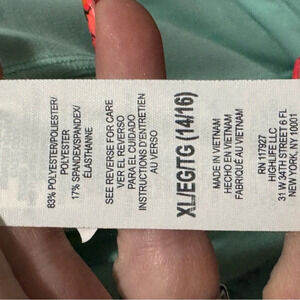 83% POLYESTER/POLIESTER/
POLYESTER
17% SPANDEX/SPANDEX/
ÉLASTHANNE
SEE REVERSE FOR CARE
VER EL REVERSO
PARA EL CUIDADO
INSTRUCTIONS D'ENTRETIEN
AU VERSO
XL/EG/TG (14/16)
MADE IN VIETNAM
HECHO EN VIETNAM
FABRIQUÉ AU VIETNAM
RN 117927
HIGHLIFE LLC
31 W 34TH STREET 6 FL
NEW YORK, NY 10001